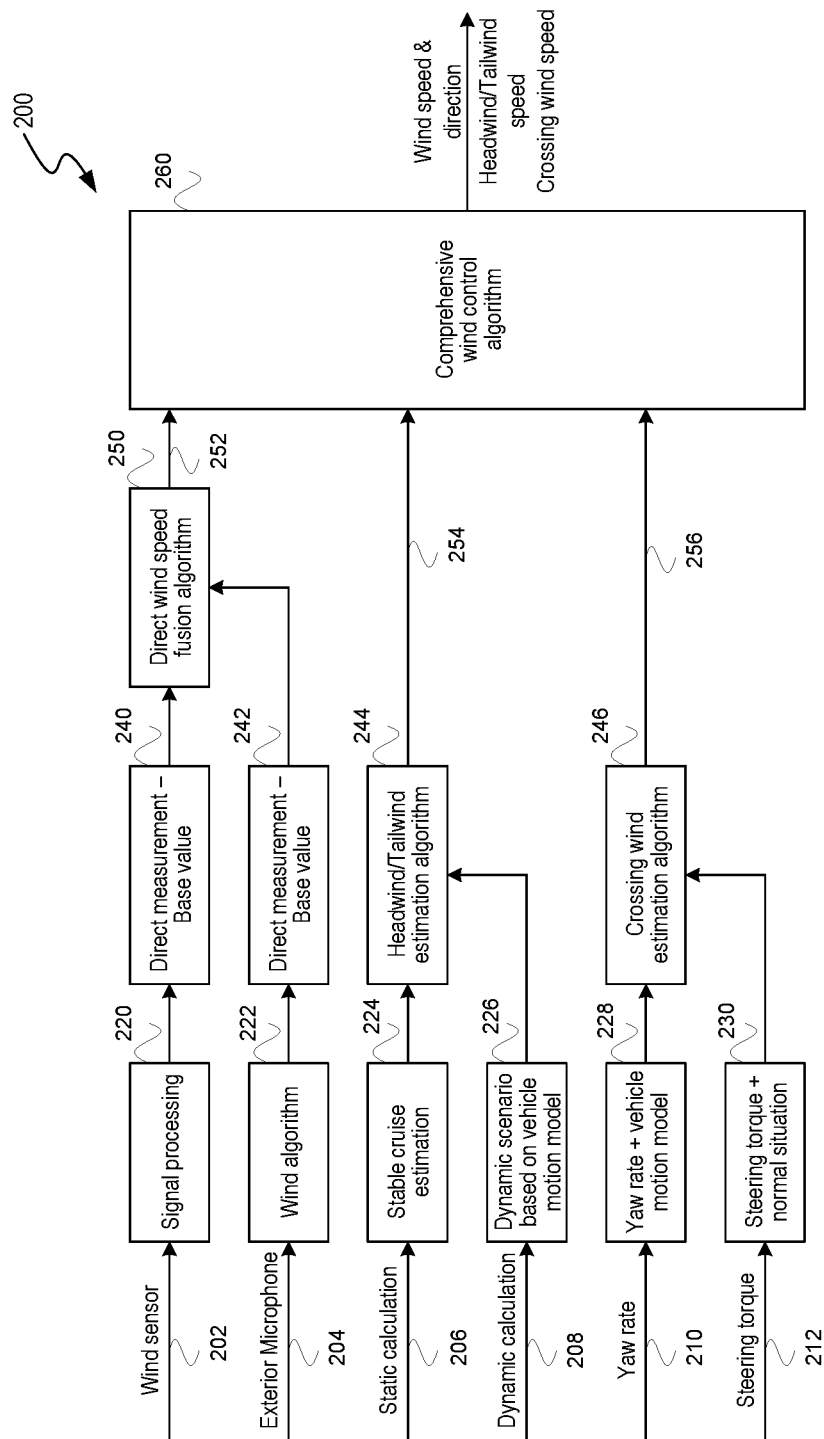 200
Wind sensor
202
220
Signal processing
240
Direct measurement –
Base value
250
Direct wind speed
fusion algorithm
252
Exterior Microphone
204
222
Wind algorithm
242
Direct measurement –
Base value
Static calculation
206
224
Stable cruise
estimation
244
Headwind/Tailwind
estimation algorithm
254
Dynamic calculation
208
226
Dynamic scenario
based on vehicle
motion model
Yaw rate
210
228
Yaw rate + vehicle
motion model
246
Crossing wind
estimation algorithm
256
Steering torque
212
230
Steering torque +
normal situation
260
Comprehensive
wind control
algorithm
Wind speed &
direction
Headwind/Tailwind
speed
Crossing wind speed